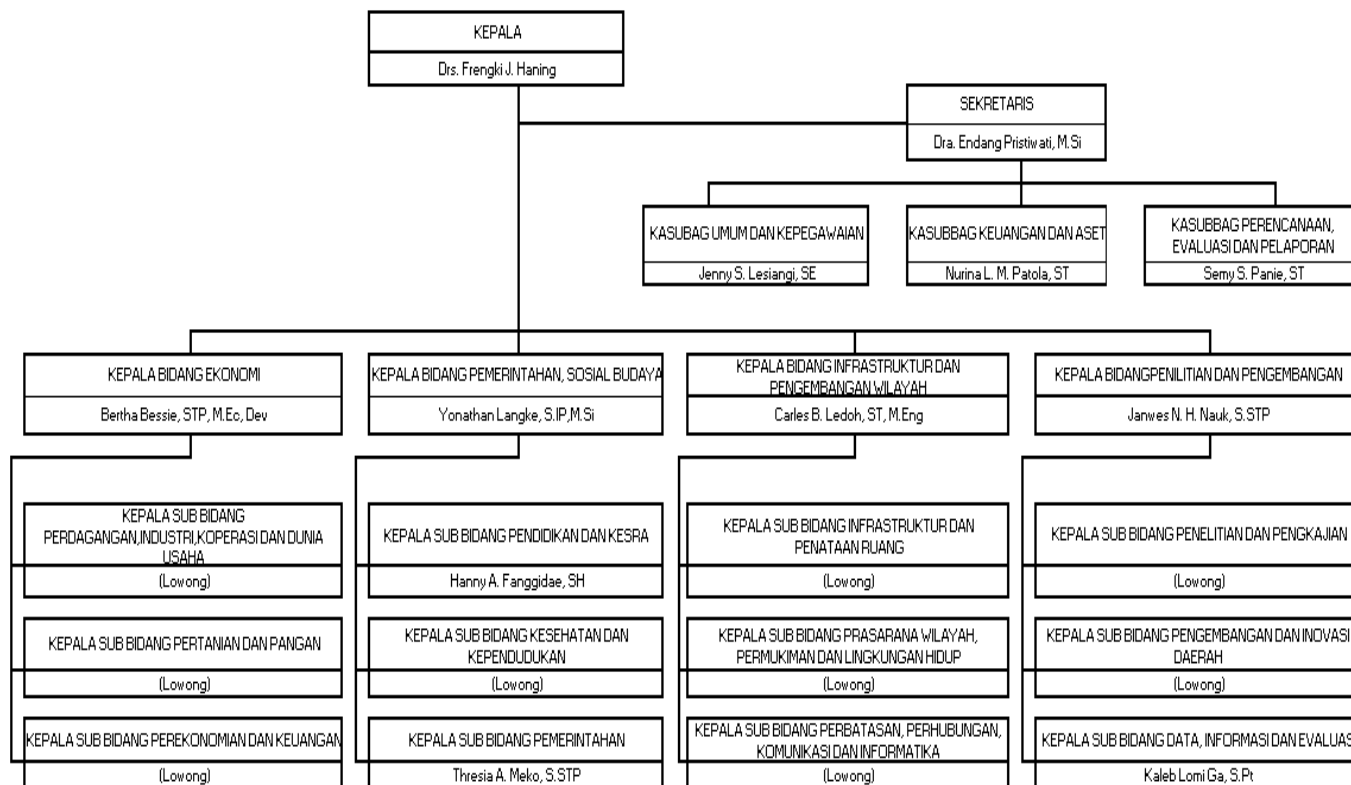 KEPALA
Drs. Frengki J. Haning
SEKRETARIS
Dra. Endang Pristiwati, M.Si
KASUBAG UMUM DAN KEPEGAWAIAN
Jenny S. Lesiangi, SE
KASUBBAG KEUANGAN DAN ASET
Nurina L. M. Patola, ST
KASUBBAG PERENCANAAN,
EVALUASI DAN PELAPORAN
Semy S. Panie, ST
KEPALA BIDANG EKONOMI
Bertha Bessie, STP, M.Ec, Dev
KEPALA BIDANG PEMERINTAHAN, SOSIAL BUDAYA
Yonathan Langke, S.IP,M.Si
KEPALA BIDANG INFRASTRUKTUR DAN
PENGEMBANGAN WILAYAH
Carles B. Ledoh, ST, M.Eng
KEPALA BIDANGPENILITIAN DAN PENGEMBANGAN
Janwes N. H. Nauk, S.STP
KEPALA SUB BIDANG
PERDAGANGAN,INDUSTRI,KOPERASI DAN DUNIA
USAHA
(Lowong)
KEPALA SUB BIDANG PENDIDIKAN DAN KESRA
Hanny A. Fanggidae, SH
KEPALA SUB BIDANG INFRASTRUKTUR DAN
PENATAAN RUANG
(Lowong)
KEPALA SUB BIDANG PENELITIAN DAN PENGKAJIAN
(Lowong)
KEPALA SUB BIDANG PERTANIAN DAN PANGAN
(Lowong)
KEPALA SUB BIDANG KESEHATAN DAN
KEPENDUDUKAN
(Lowong)
KEPALA SUB BIDANG PRASARANA WILAYAH,
PERMUKIMAN DAN LINGKUNGAN HIDUP
(Lowong)
KEPALA SUB BIDANG PENGEMBANGAN DAN INOVASI
DAERAH
(Lowong)
KEPALA SUB BIDANG PEREKONOMIAN DAN KEUANGAN
(Lowong)
KEPALA SUB BIDANG PEMERINTAHAN
Thresia A. Meko, S.STP
KEPALA SUB BIDANG PERBATASAN, PERHUBUNGAN,
KOMUNIKASI DAN INFORMATIKA
(Lowong)
KEPALA SUB BIDANG DATA, INFORMASI DAN EVALUAS
Kaleb Lomi Ga, S.Pt